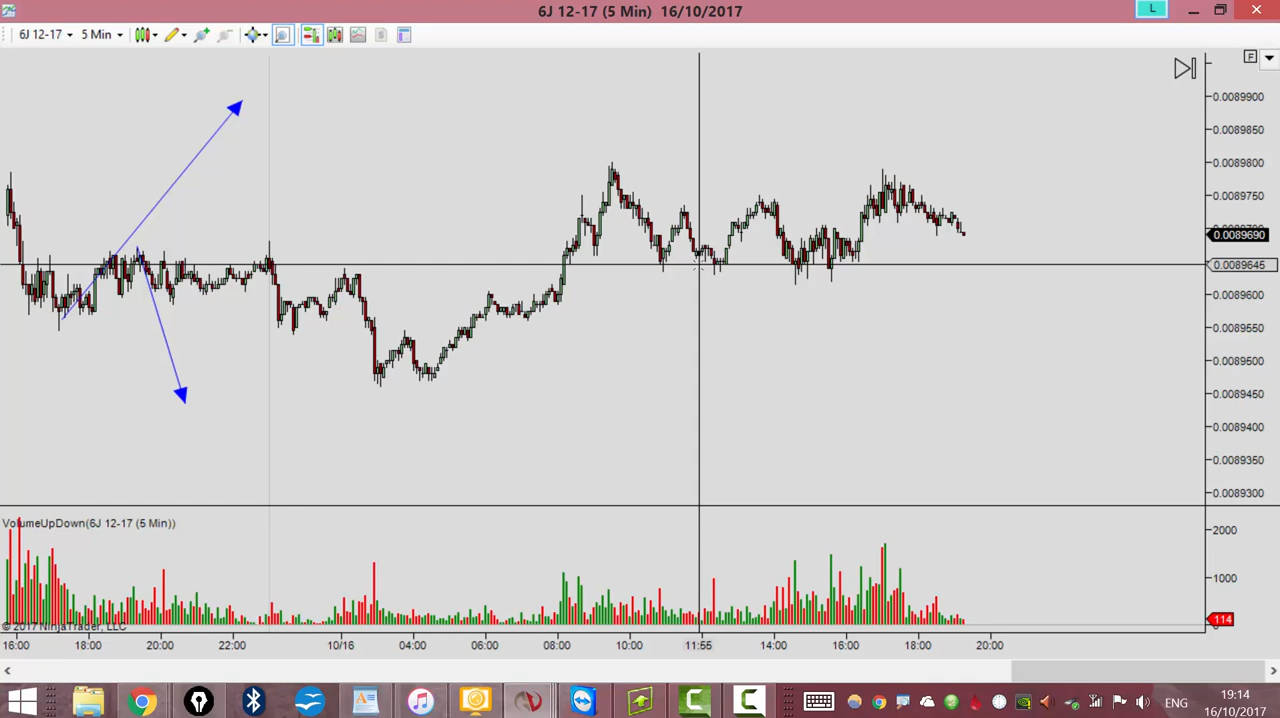 6J 12-17 (5 Min) 16/10/2017
L
6J 12-17 5 Min
F
0.0089900
0.0089850
0.0089800
0.0089750
0.0089690
0.0089645
0.0089600
0.0089550
0.0089500
0.0089450
0.0089400
0.0089350
0.0089300
VolumeUpDown(6J 12-17 (5 Min))
2000
1000
114
© 2017 NinjaTrader, LLC
16:00 18:00 20:00 22:00 10/16 04:00 06:00 08:00 10:00 11:55 14:00 16:00 18:00 20:00
ENG
19:14
16/10/2017